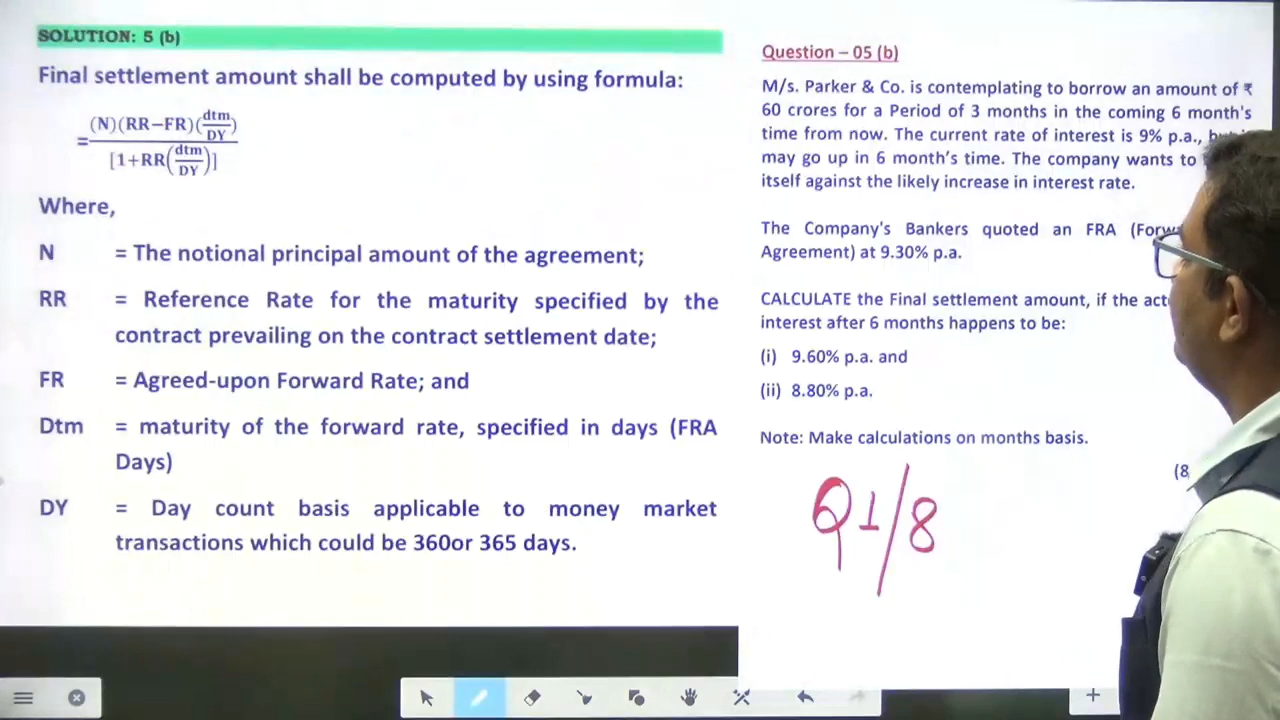 SOLUTION: 5 (b)
Final settlement amount shall be computed by using formula:
= (N)(RR−FR)(dtm/DY) / [1+RR(dtm/DY)]
Where,
N = The notional principal amount of the agreement;
RR = Reference Rate for the maturity specified by the
contract prevailing on the contract settlement date;
FR = Agreed-upon Forward Rate; and
Dtm = maturity of the forward rate, specified in days (FRA
Days)
DY = Day count basis applicable to money market
transactions which could be 360or 365 days.
Question – 05 (b)
M/s. Parker & Co. is contemplating to borrow an amount of ₹
60 crores for a Period of 3 months in the coming 6 month's
time from now. The current rate of interest is 9% p.a.,
may go up in 6 month's time. The company wants to
itself against the likely increase in interest rate.
The Company's Bankers quoted an FRA
Agreement) at 9.30% p.a.
CALCULATE the Final settlement amount, if the
interest after 6 months happens to be:
(i) 9.60% p.a. and
(ii) 8.80% p.a.
Note: Make calculations on months basis.
(8
Q1/8